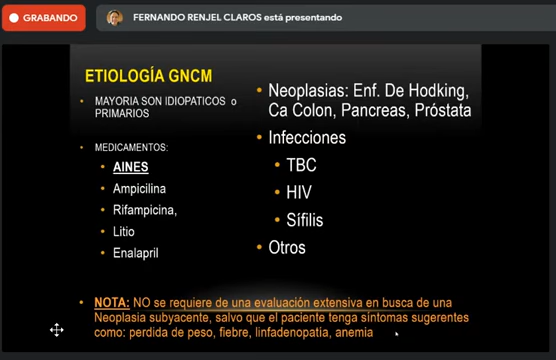 GRABANDO
FERNANDO RENJEL CLAROS está presentando
ETIOLOGÍA GNCM
• MAYORIA SON IDIOPATICOS o
PRIMARIOS
• MEDICAMENTOS:
• AINES
• Ampicilina
• Rifampicina,
• Litio
• Enalapril
• Neoplasias: Enf. De Hodking,
Ca Colon, Pancreas, Próstata
• Infecciones
• TBC
• HIV
• Sífilis
• Otros
• NOTA: NO se requiere de una evaluación extensiva en busca de una
Neoplasia subyacente, salvo que el paciente tenga síntomas sugerentes
como: perdida de peso, fiebre, linfadenopatia, anemia